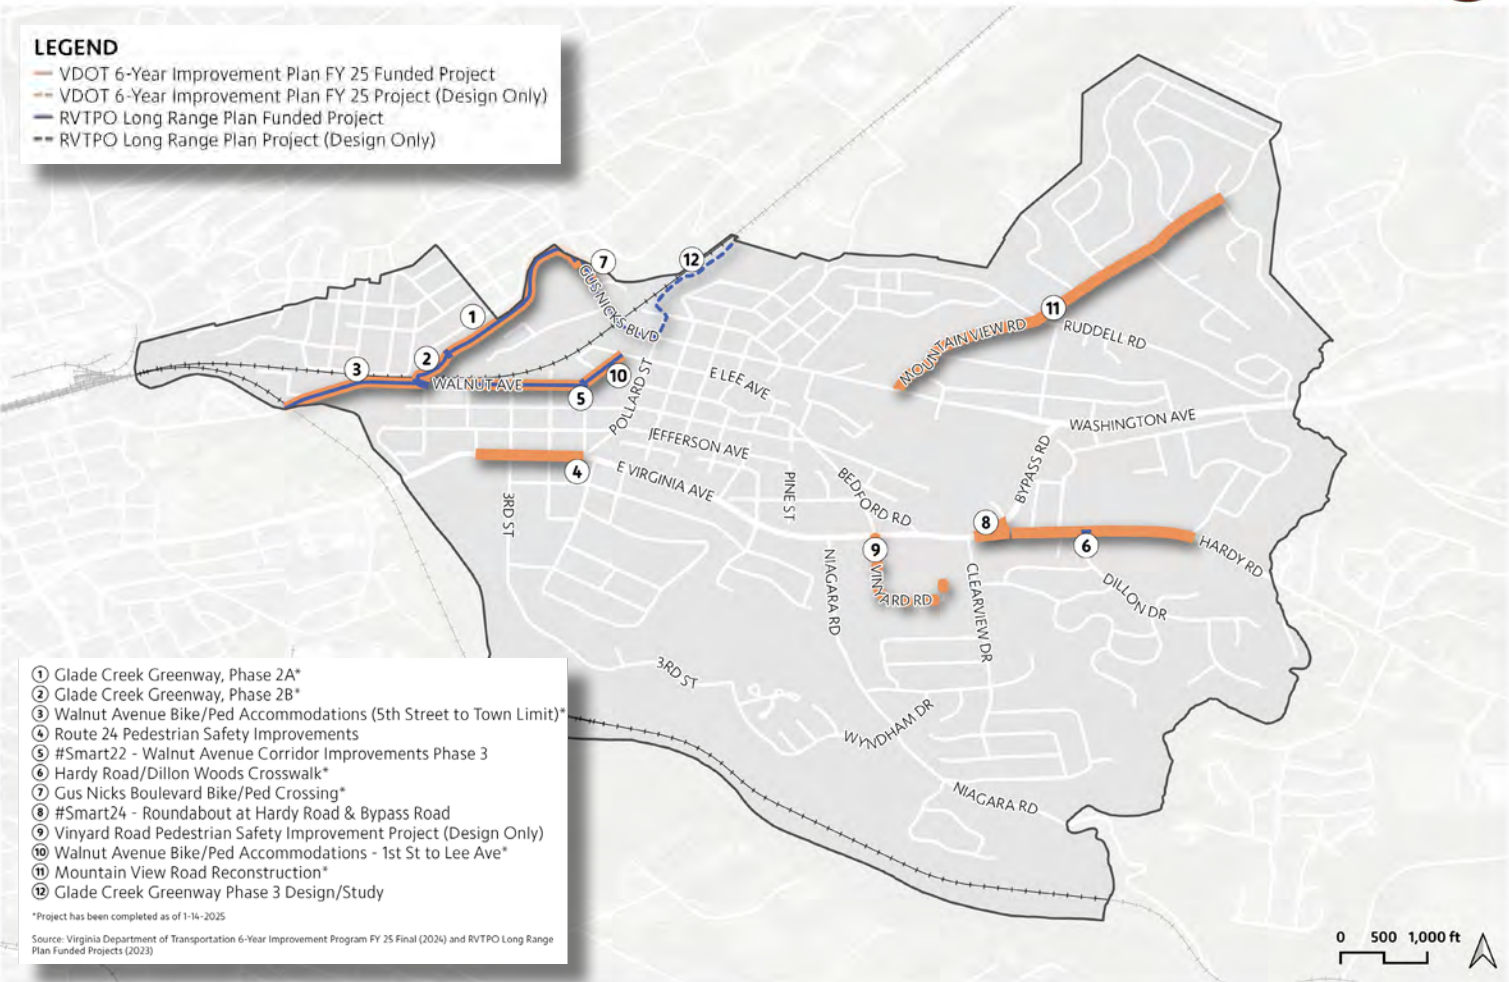 LEGEND
VDOT 6-Year Improvement Plan FY 25 Funded Project
VDOT 6-Year Improvement Plan FY 25 Project (Design Only)
RVTPO Long Range Plan Funded Project
RVTPO Long Range Plan Project (Design Only)
7
12
GUS NICKS BLVD
1
11
MOUNTAIN VIEW RD
RUDDELL RD
2
3
WALNUT AVE
10
5
E LEE AVE
POLLARD ST
WASHINGTON AVE
JEFFERSON AVE
4
E VIRGINIA AVE
BYPASS RD
PINE ST
BEDFORD RD
3RD ST
8
6
HARDY RD
9
VINYARD RD
NIAGARA RD
CLEARVIEW DR
DILLON DR
3RD ST
WYNDHAM DR
NIAGARA RD
1 Glade Creek Greenway, Phase 2A*
2 Glade Creek Greenway, Phase 2B*
3 Walnut Avenue Bike/Ped Accommodations (5th Street to Town Limit)*
4 Route 24 Pedestrian Safety Improvements
5 #Smart22 - Walnut Avenue Corridor Improvements Phase 3
6 Hardy Road/Dillon Woods Crosswalk*
7 Gus Nicks Boulevard Bike/Ped Crossing*
8 #Smart24 - Roundabout at Hardy Road & Bypass Road
9 Vinyard Road Pedestrian Safety Improvement Project (Design Only)
10 Walnut Avenue Bike/Ped Accommodations - 1st St to Lee Ave*
11 Mountain View Road Reconstruction*
12 Glade Creek Greenway Phase 3 Design/Study
*Project has been completed as of 1-14-2025
Source: Virginia Department of Transportation 6-Year Improvement Program FY 25 Final (2024) and RVTPO Long Range
Plan Funded Projects (2023)
0 500 1,000 ft